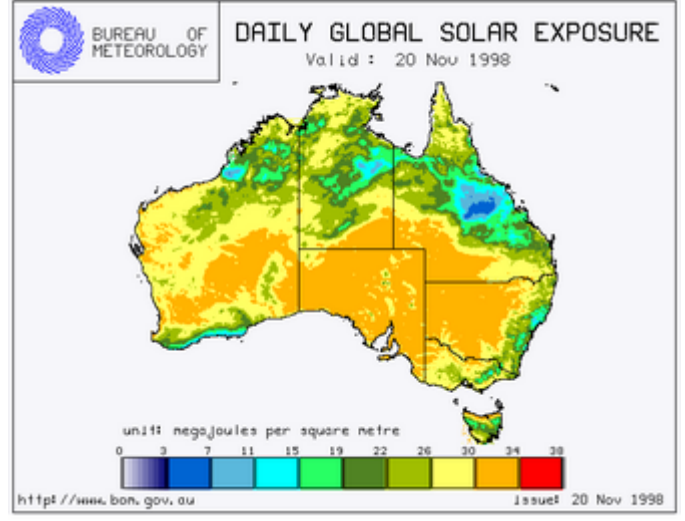 BUREAU OF
METEOROLOGY
DAILY GLOBAL SOLAR EXPOSURE
Valid: 20 Nov 1998
unit: megajoules per square metre
0 3 7 11 15 19 22 26 30 34 38
http://www.bom.gov.au
Issue: 20 Nov 1998